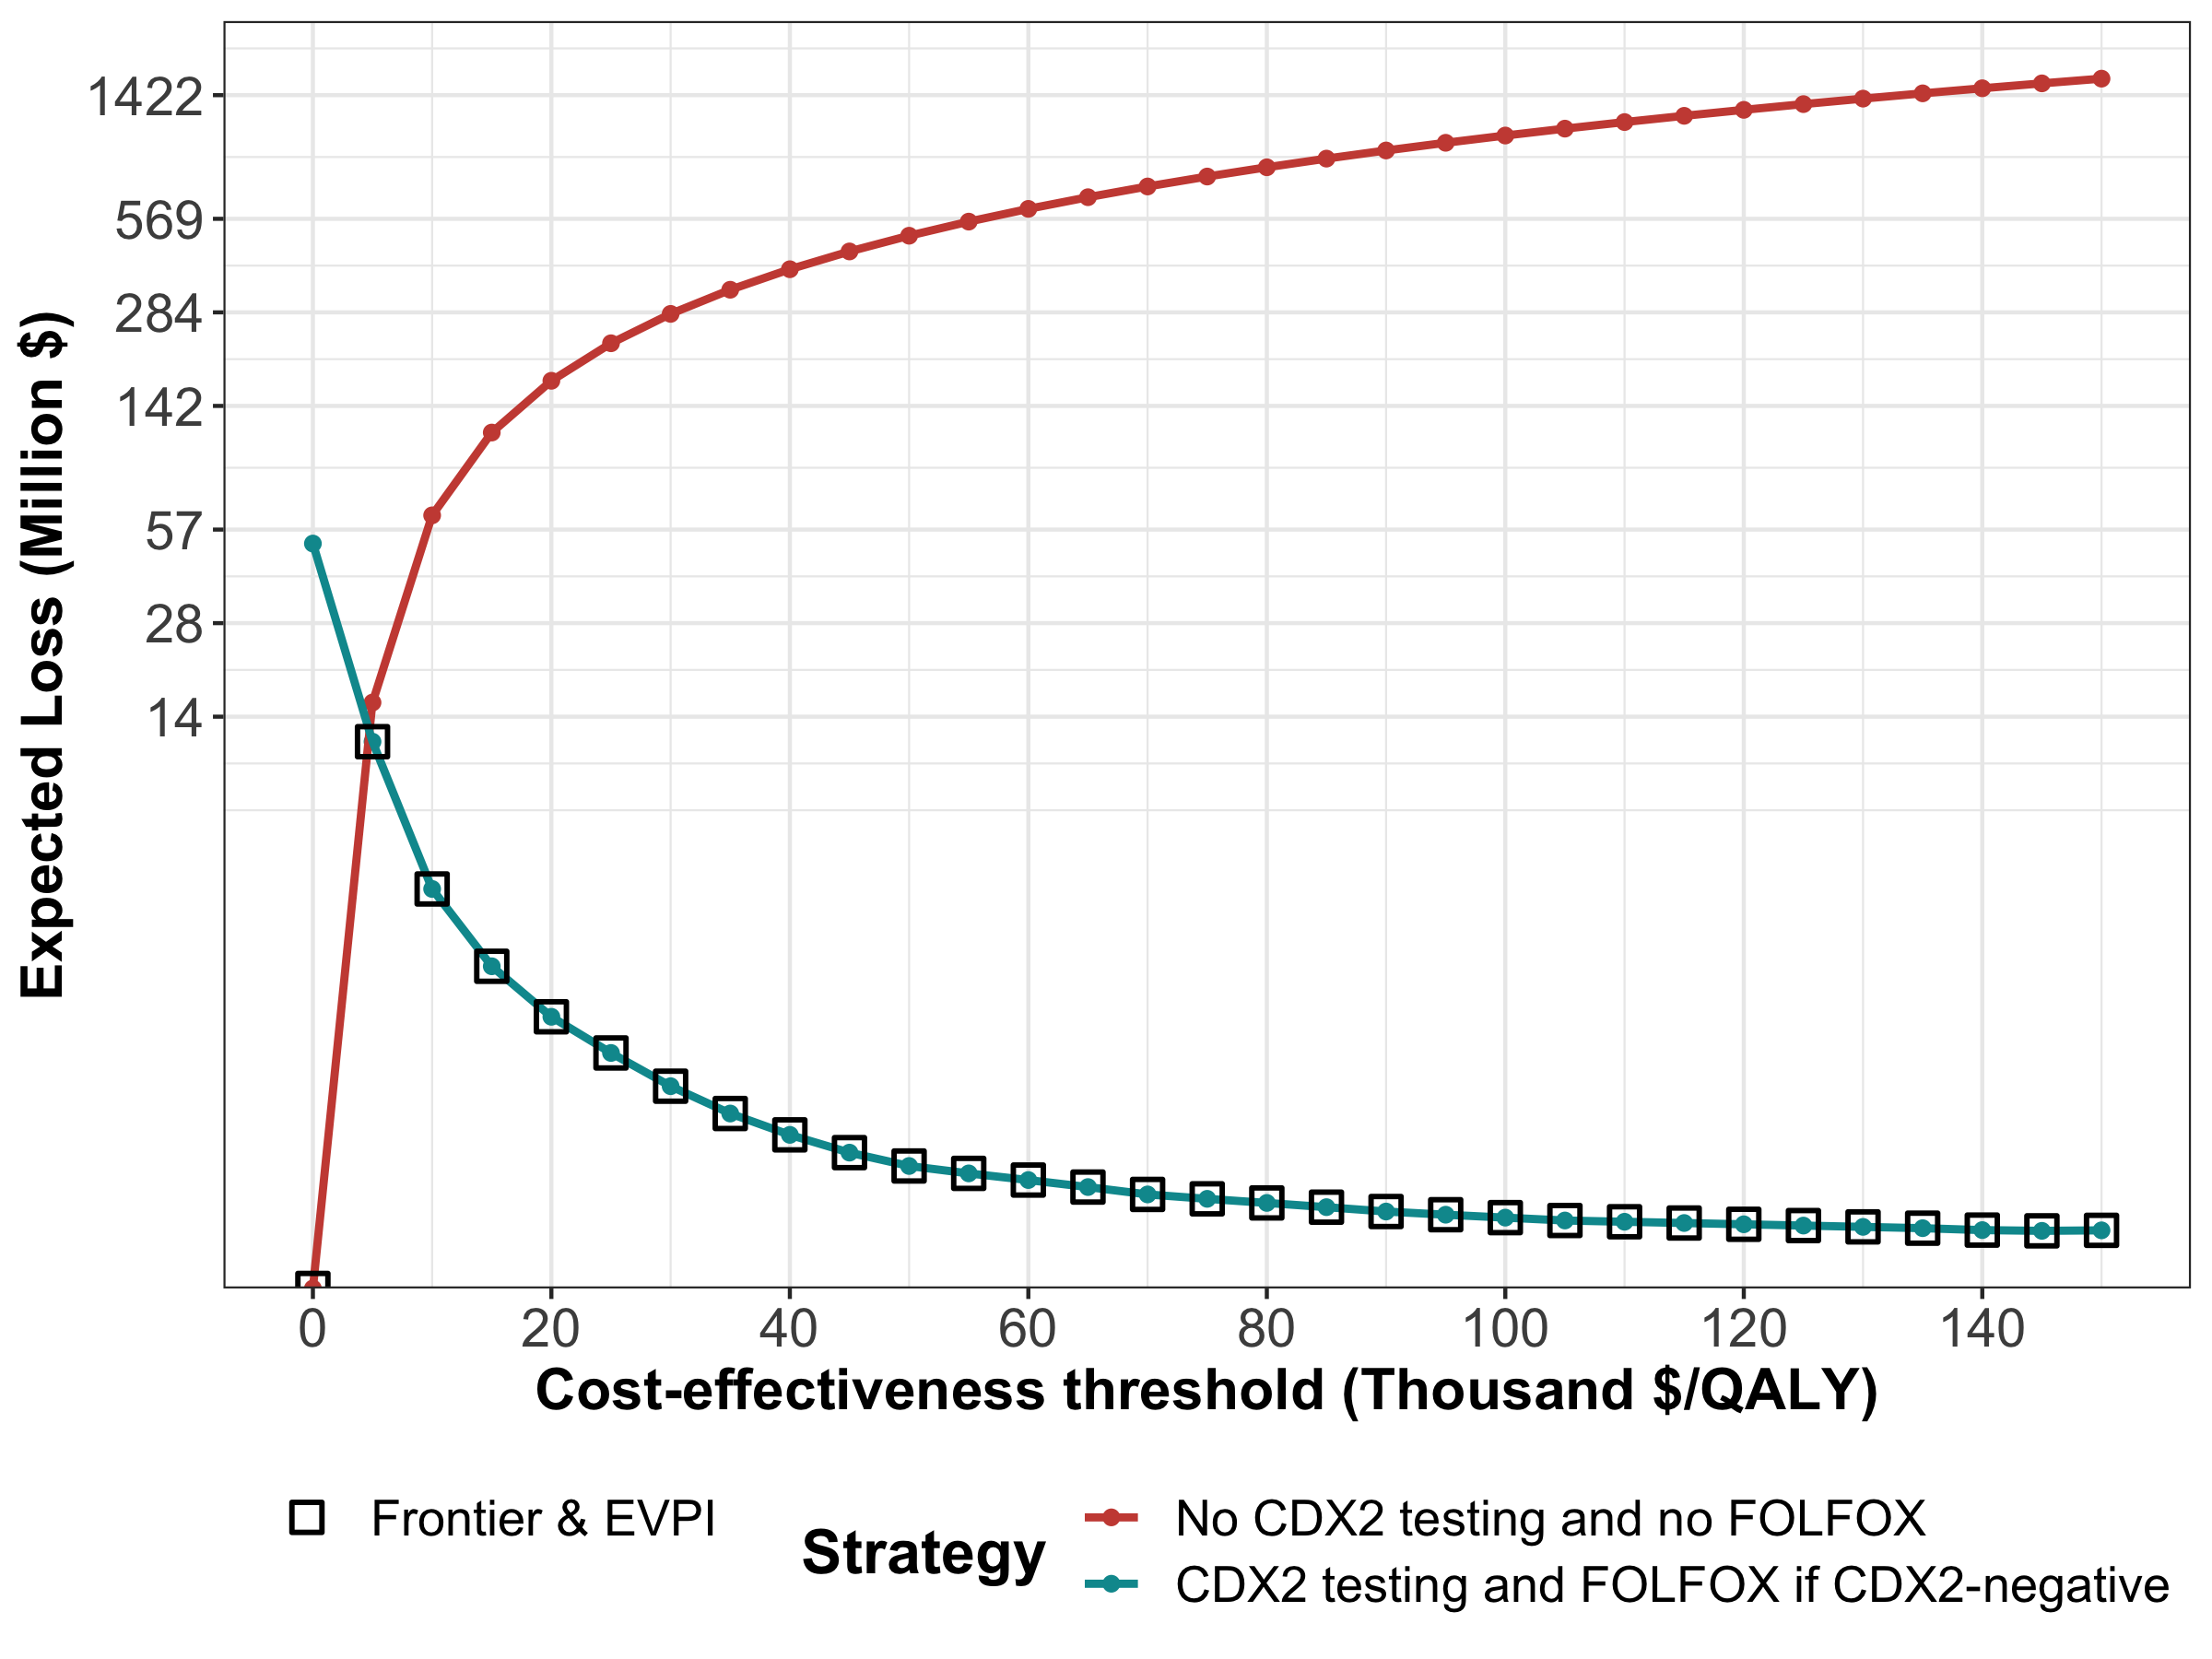 Expected Loss (Million $)
1422
569
284
142
57
28
14
0 20 40 60 80 100 120 140
Cost-effectiveness threshold (Thousand $/QALY)
Frontier & EVPI
Strategy
No CDX2 testing and no FOLFOX
CDX2 testing and FOLFOX if CDX2-negative